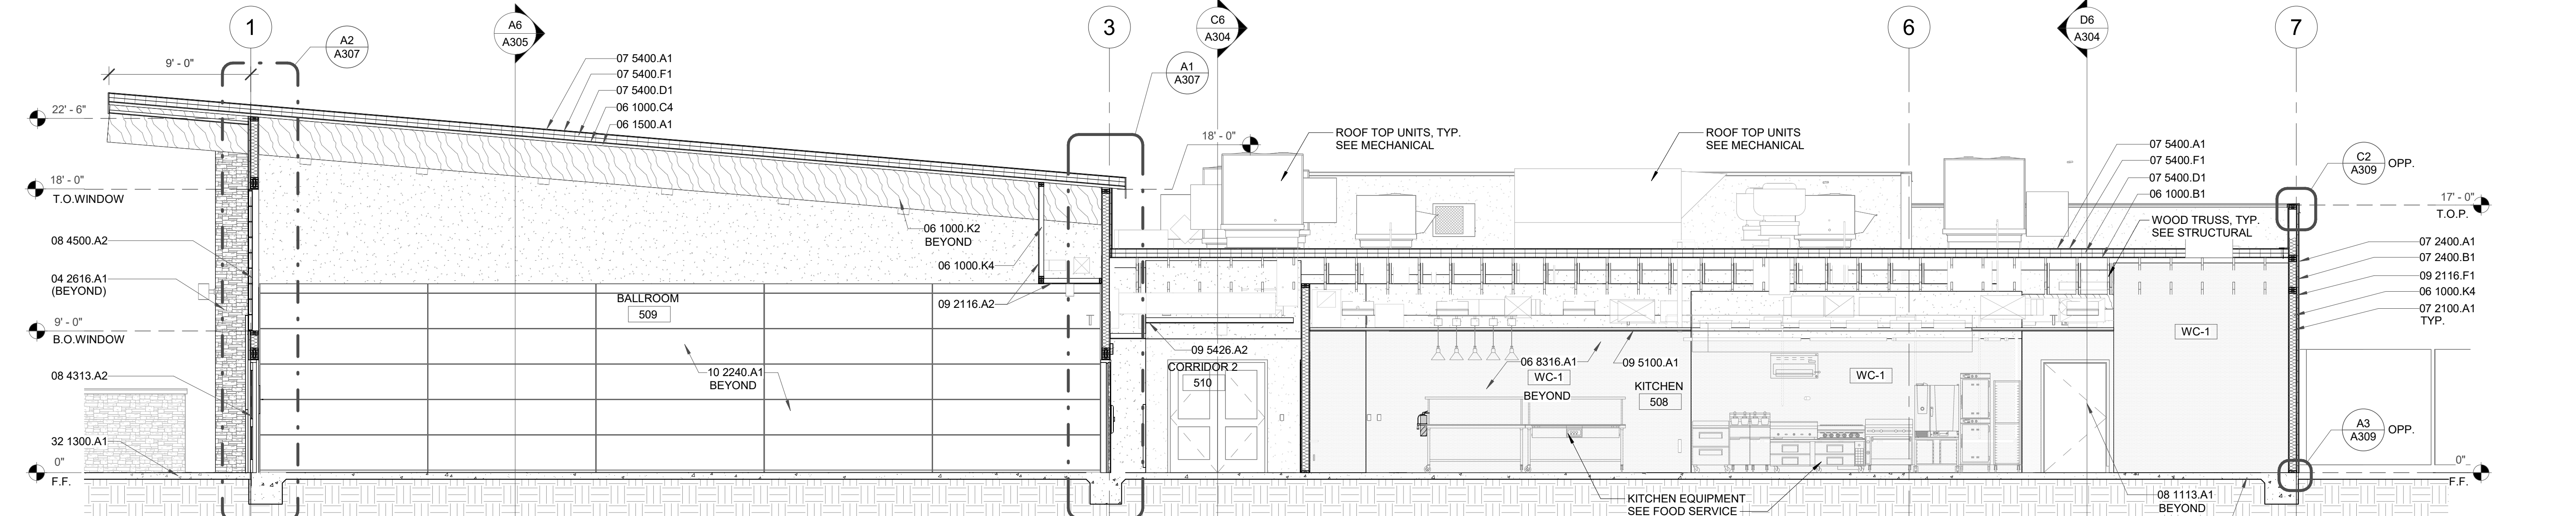 1
A2
A307
A6
A305
3
C6
A304
6
D6
A304
7
9' - 0"
22' - 6"
07 5400.A1
07 5400.F1
07 5400.D1
06 1000.C4
06 1500.A1
A1
A307
18' - 0"
ROOF TOP UNITS, TYP.
SEE MECHANICAL
ROOF TOP UNITS
SEE MECHANICAL
07 5400.A1
07 5400.F1
07 5400.D1
06 1000.B1
WOOD TRUSS, TYP.
SEE STRUCTURAL
C2
A309
OPP.
17' - 0"
T.O.P.
18' - 0"
T.O.WINDOW
08 4500.A2
04 2616.A1
(BEYOND)
9' - 0"
B.O.WINDOW
08 4313.A2
32 1300.A1
0"
F.F.
06 1000.K2
BEYOND
06 1000.K4
09 2116.A2
BALLROOM
509
10 2240.A1
BEYOND
09 5426.A2
CORRIDOR 2
510
06 8316.A1
WC-1
BEYOND
09 5100.A1
KITCHEN
508
WC-1
WC-1
07 2400.A1
07 2400.B1
09 2116.F1
06 1000.K4
07 2100.A1
TYP.
A3
A309
OPP.
0"
F.F.
KITCHEN EQUIPMENT
SEE FOOD SERVICE
08 1113.A1
BEYOND